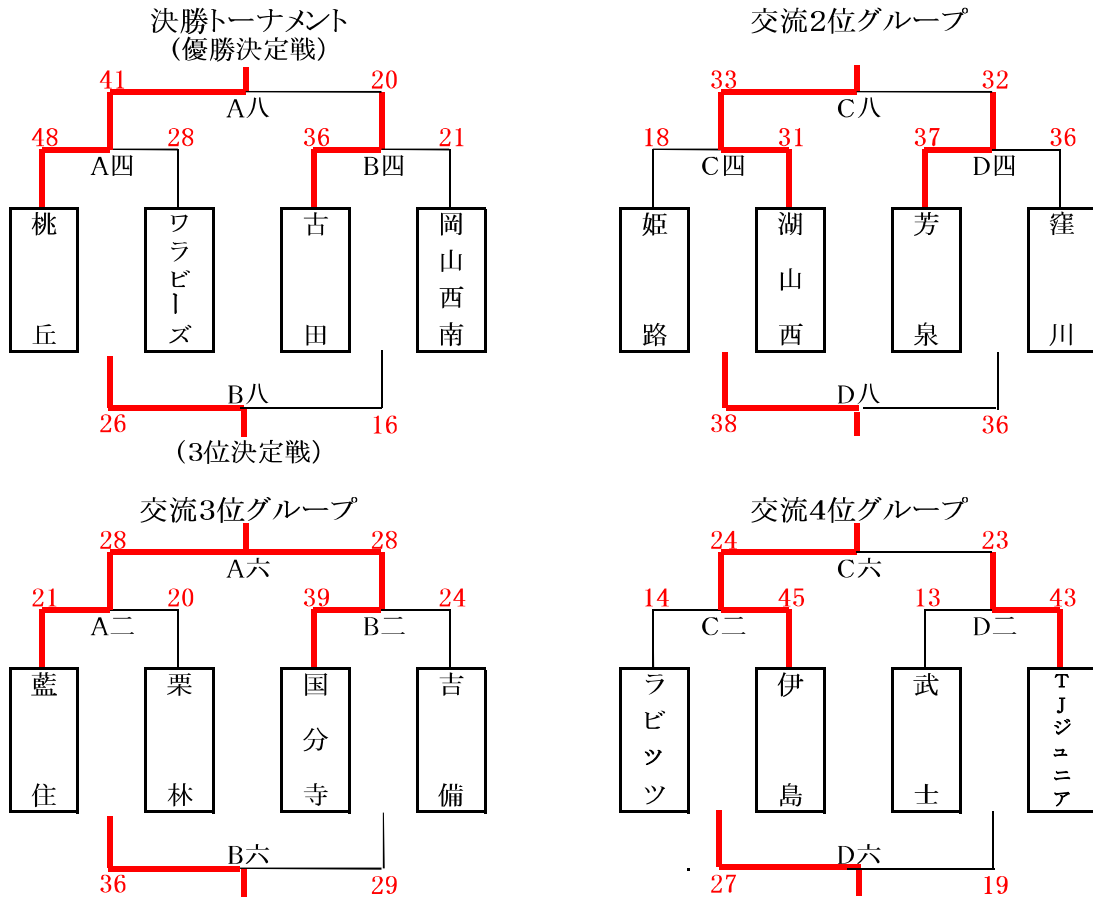 決勝トーナメント
(優勝決定戦)
41
20
A八
48
28
36
21
A四
B四
桃丘
ワラビーズ
古田
岡山西南
B八
26
16
(3位決定戦)
交流2位グループ
33
32
C八
18
31
37
36
C四
D四
姫路
湖山西
芳泉
窪川
D八
38
36
交流3位グループ
28
28
A六
21
20
39
24
A二
B二
藍住
栗林
国分寺
吉備
B六
36
29
交流4位グループ
24
23
C六
14
45
13
43
C二
D二
ラビッツ
伊島
武士
TJジュニア
D六
27
19